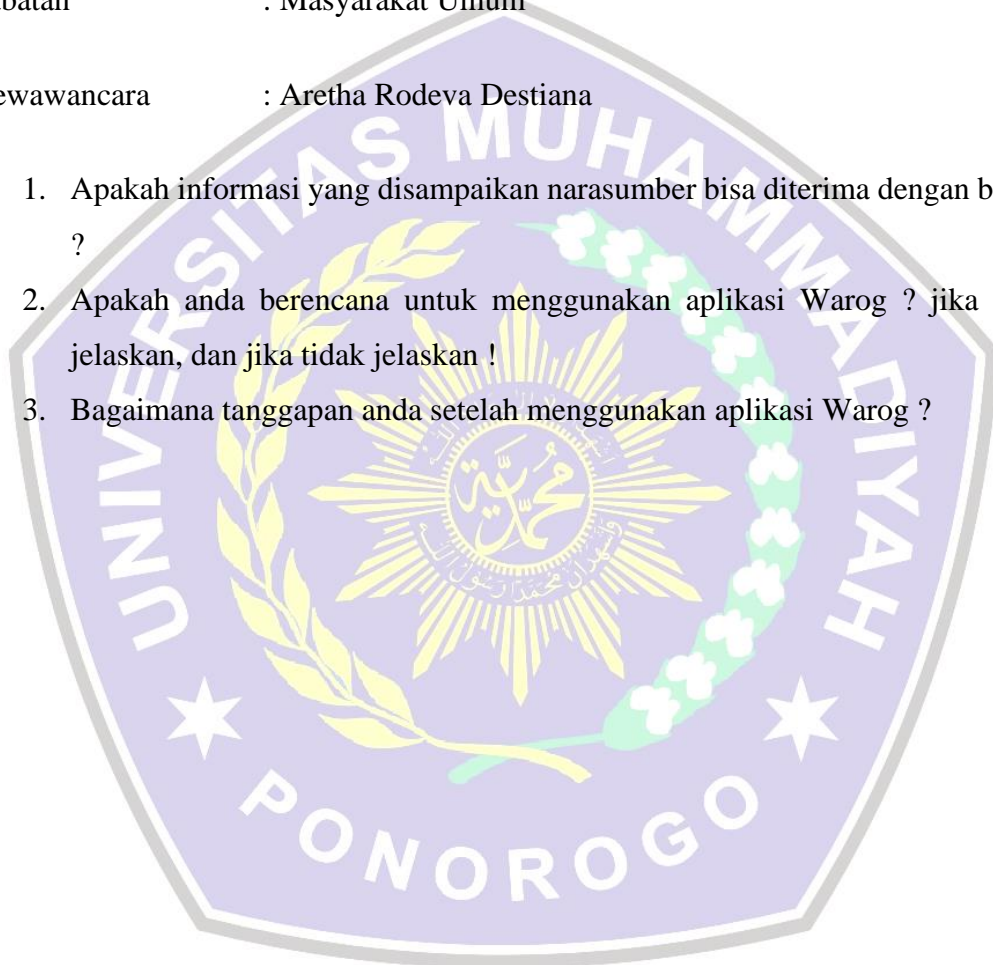 batan : Masyarakat Umum
ewawancara : Aretha Rodeva Destiana
1. Apakah informasi yang disampaikan narasumber bisa diterima dengan b
?
2. Apakah anda berencana untuk menggunakan aplikasi Warog ? jika
jelaskan, dan jika tidak jelaskan !
3. Bagaimana tanggapan anda setelah menggunakan aplikasi Warog ?
UNIVERSITAS MUHAMMADIYAH
PONOROGO
محمدية